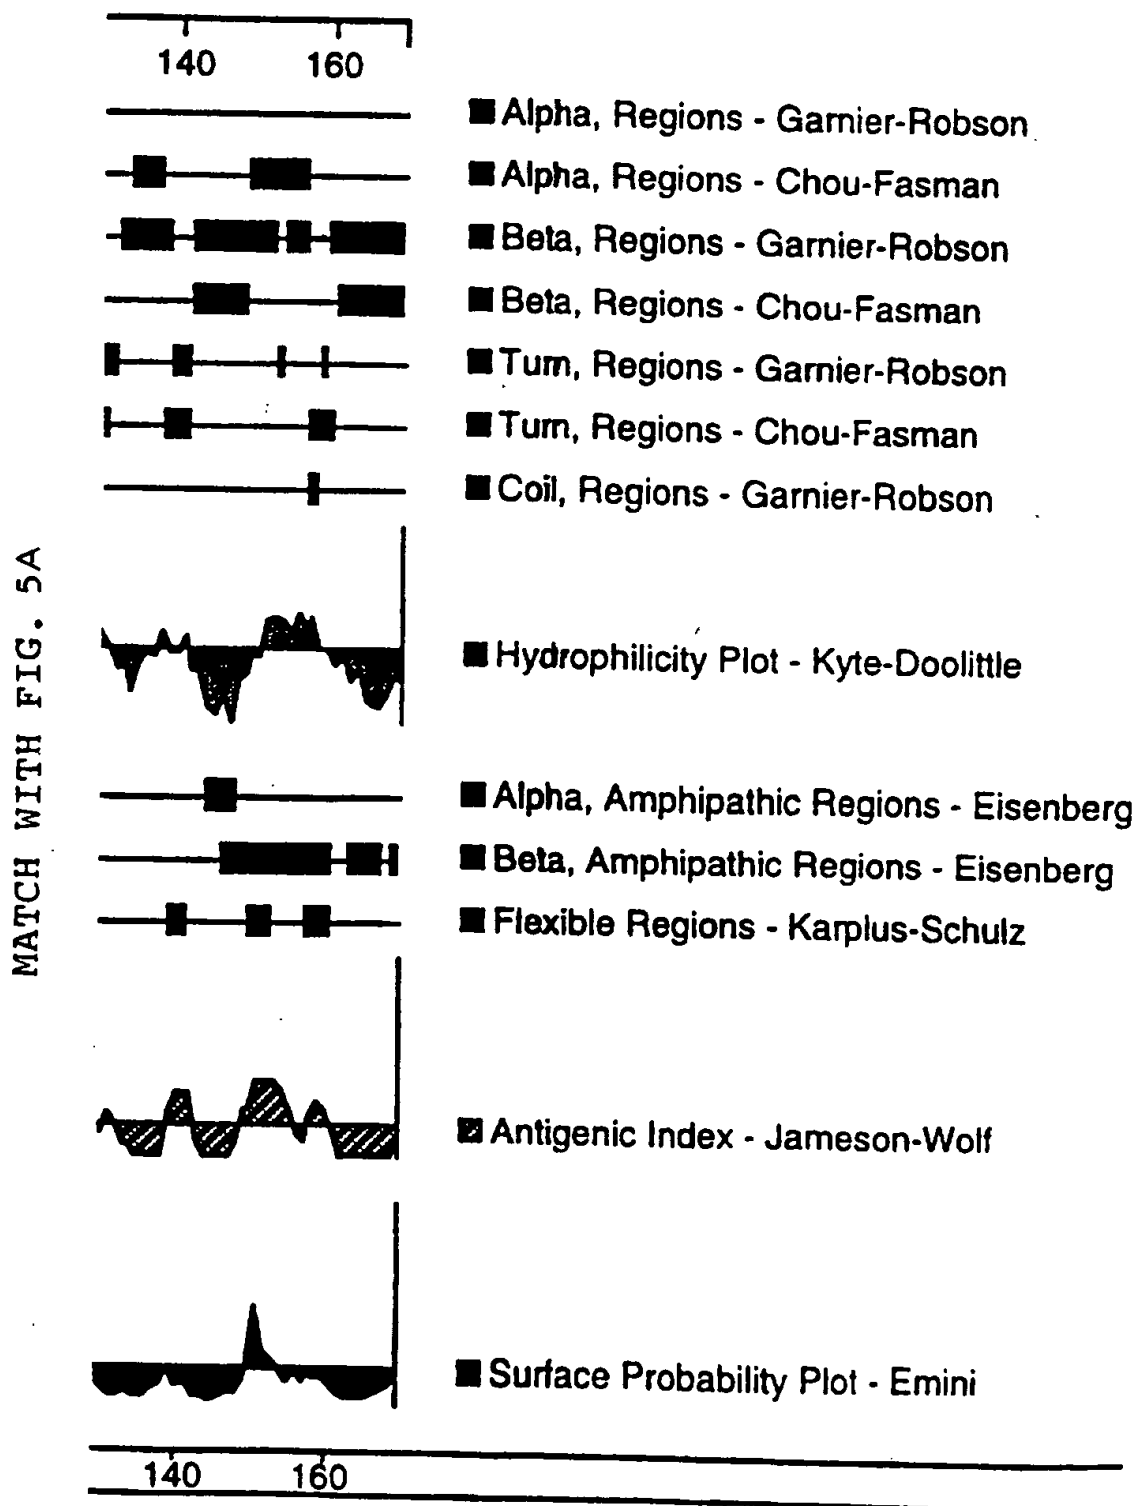 140 160
Alpha, Regions - Garnier-Robson
Alpha, Regions - Chou-Fasman
Beta, Regions - Garnier-Robson
Beta, Regions - Chou-Fasman
Turn, Regions - Garnier-Robson
Turn, Regions - Chou-Fasman
Coil, Regions - Garnier-Robson
MATCH WITH FIG. 5A
Hydrophilicity Plot - Kyte-Doolittle
Alpha, Amphipathic Regions - Eisenberg
Beta, Amphipathic Regions - Eisenberg
Flexible Regions - Karplus-Schulz
Antigenic Index - Jameson-Wolf
Surface Probability Plot - Emini
140 160